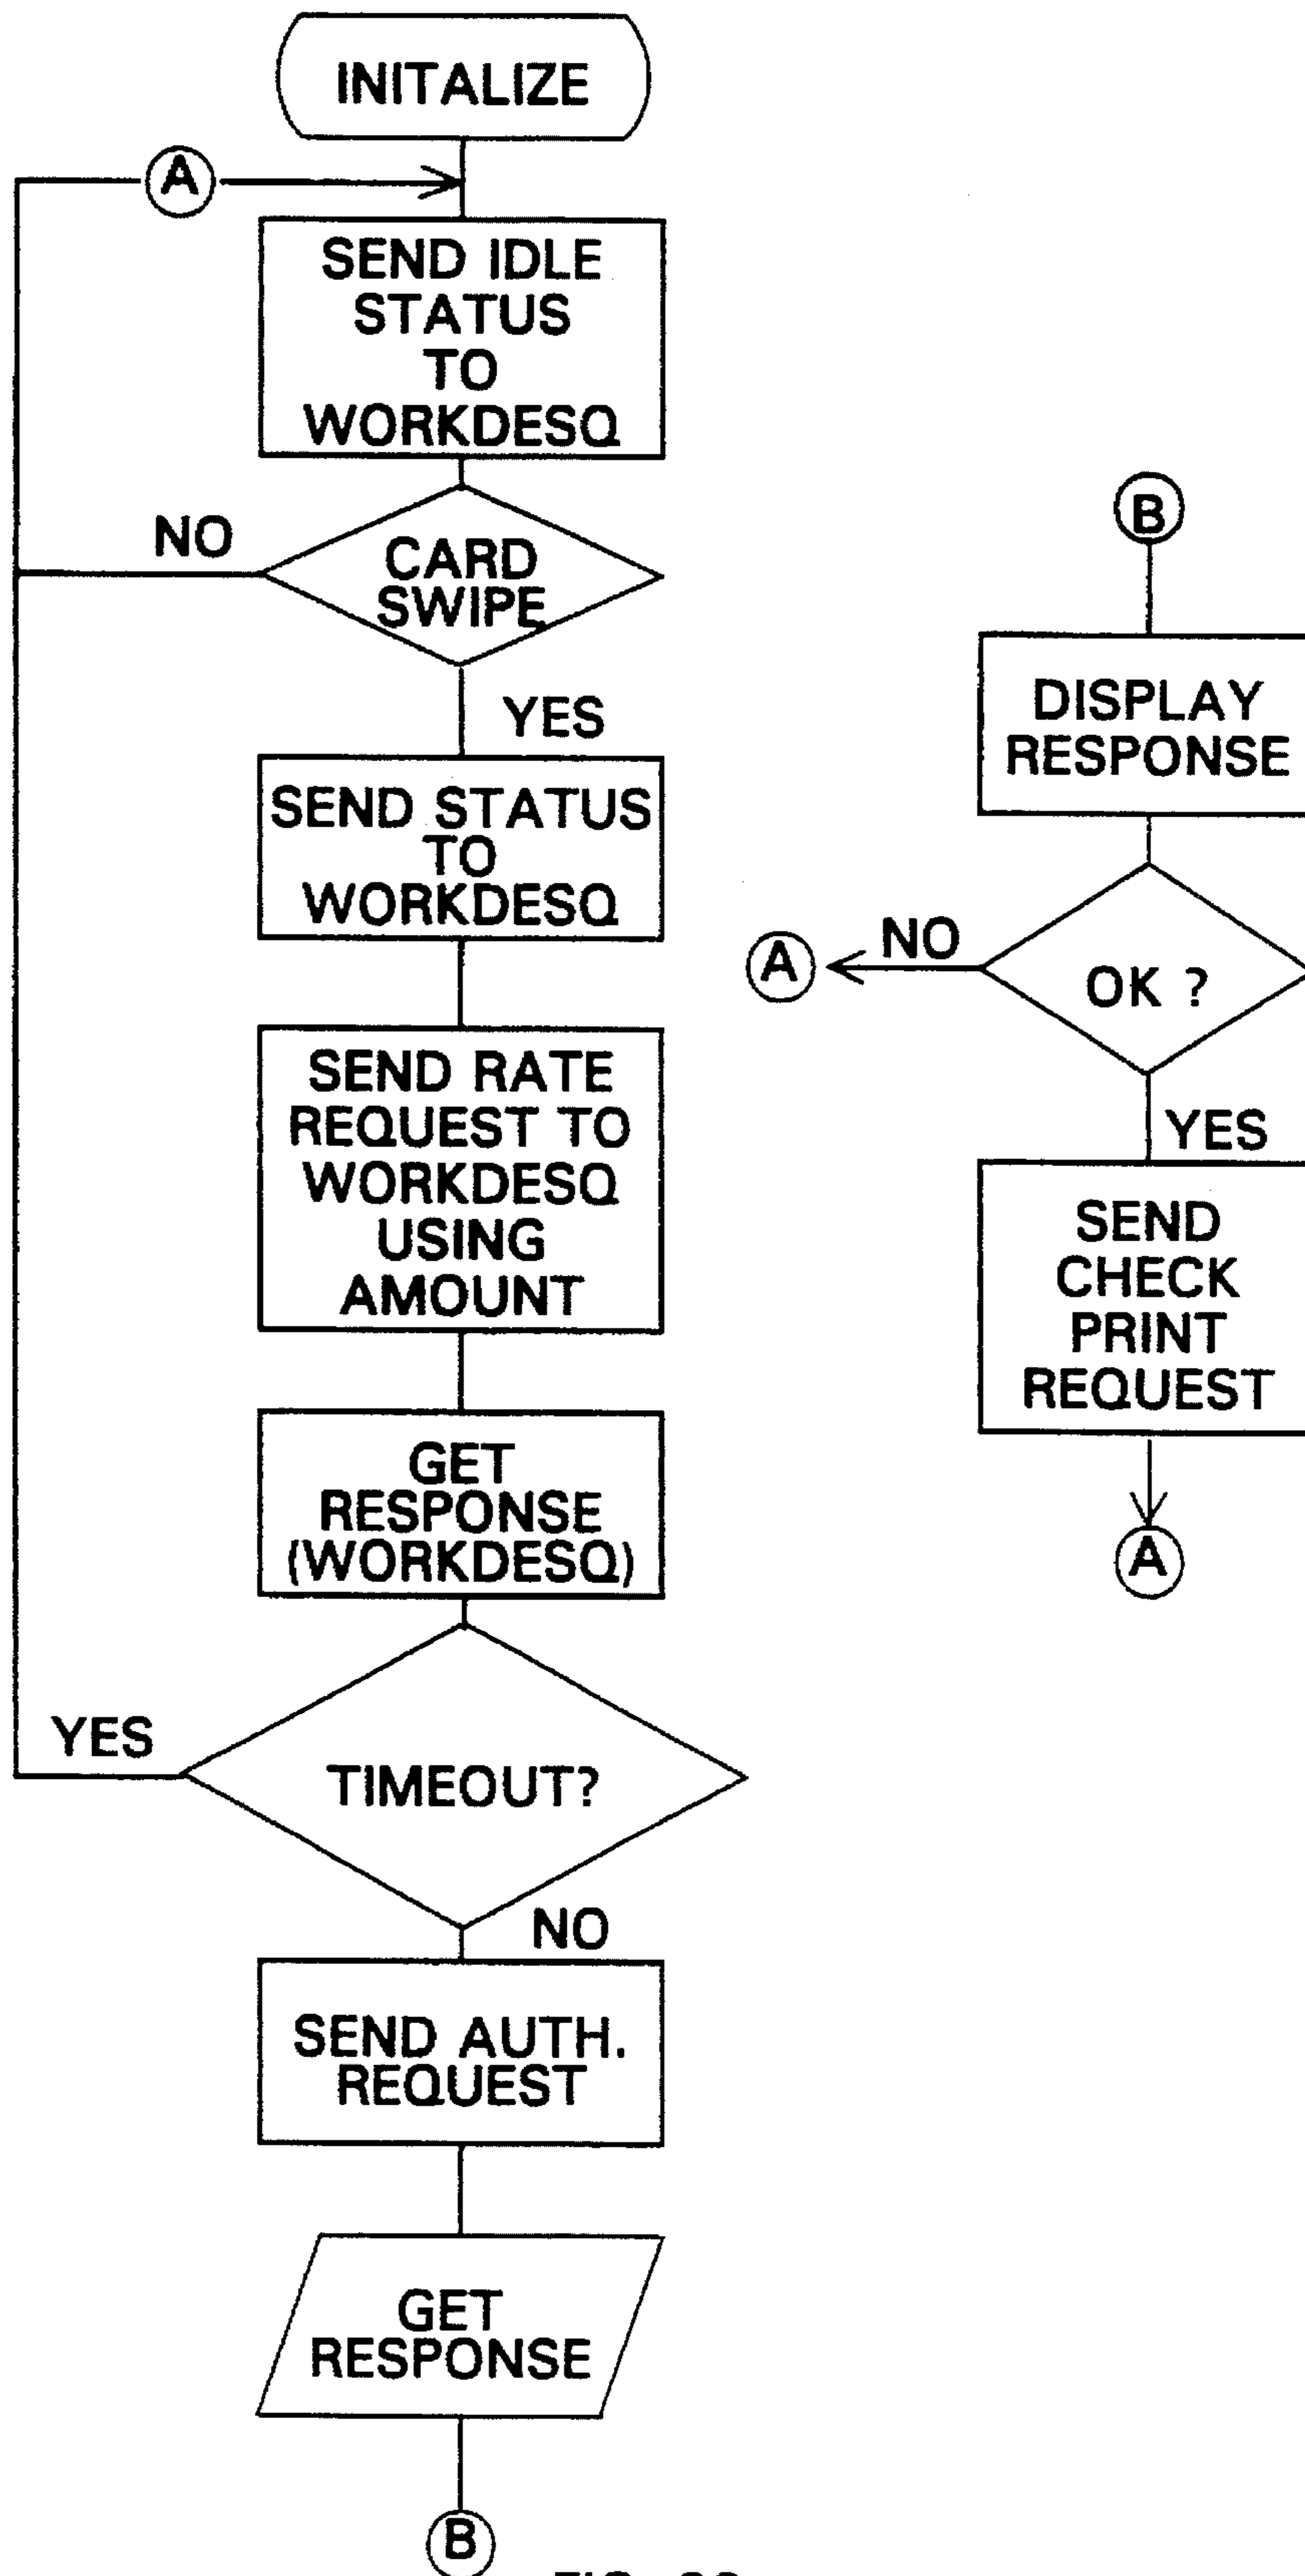 INITALIZE
A
SEND IDLE
STATUS
TO
WORKDESQ
NO
CARD
SWIPE
YES
SEND STATUS
TO
WORKDESQ
SEND RATE
REQUEST TO
WORKDESQ
USING
AMOUNT
GET
RESPONSE
(WORKDESQ)
YES
TIMEOUT?
NO
SEND AUTH.
REQUEST
GET
RESPONSE
B
B
DISPLAY
RESPONSE
A
NO
OK ?
YES
SEND
CHECK
PRINT
REQUEST
A